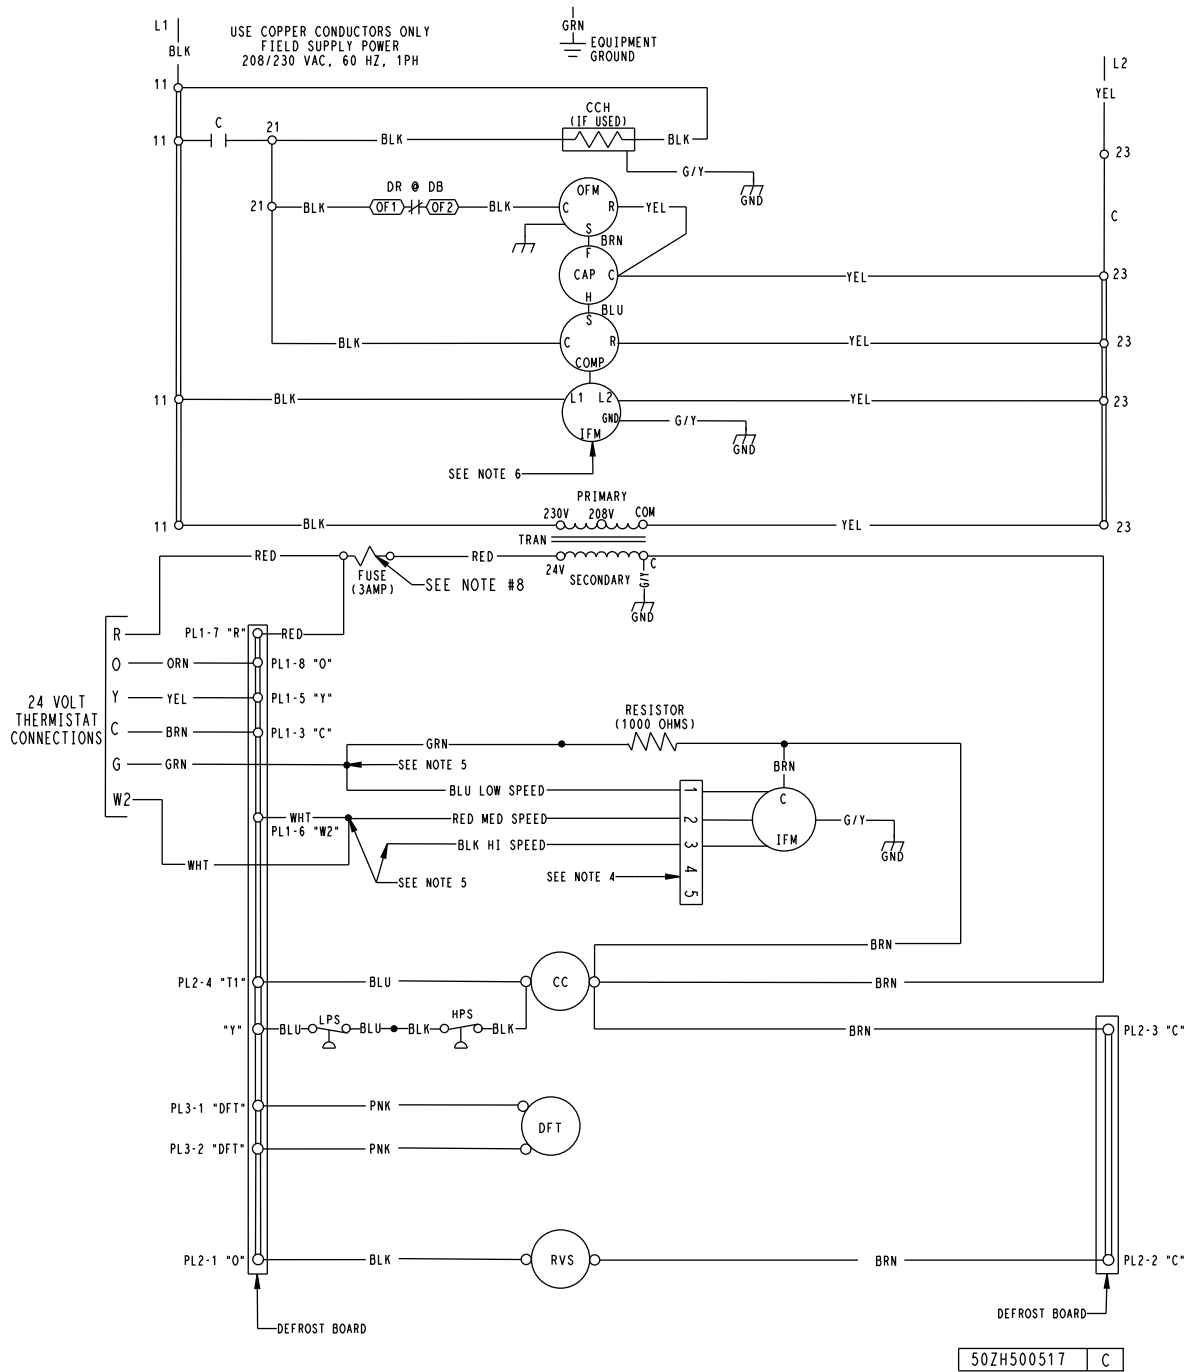 L1
BLK
USE COPPER CONDUCTORS ONLY
FIELD SUPPLY POWER
208/230 VAC, 60 HZ, 1PH
GRN
EQUIPMENT
GROUND
L2
YEL
11
11
C
21
BLK
CCH
(IF USED)
BLK
23
G/Y
GND
DR @ DB
21
BLK
OF1
OF2
BLK
OFM
C
R
S
YEL
C
BRN
F
CAP
C
H
YEL
23
BLU
S
BLK
C
R
COMP
YEL
23
11
BLK
L1
L2
GND
IFM
YEL
23
G/Y
GND
SEE NOTE 6
PRIMARY
230V
208V
COM
11
BLK
YEL
23
TRAN
RED
FUSE
(3AMP)
SEE NOTE #8
RED
24V
SECONDARY
C
G/Y
GND
24 VOLT
THERMISTAT
CONNECTIONS
R
PL1-7 "R"
RED
O
ORN
PL1-8 "O"
Y
YEL
PL1-5 "Y"
C
BRN
PL1-3 "C"
G
GRN
W2
WHT
GRN
RESISTOR
(1000 OHMS)
SEE NOTE 5
BLU LOW SPEED
WHT
PL1-6 "W2"
RED MED SPEED
BLK HI SPEED
SEE NOTE 5
SEE NOTE 4
1
2
3
4
5
BRN
C
IFM
G/Y
GND
BRN
PL2-4 "T1"
BLU
CC
BRN
"Y"
BLU
LPS
BLU
BLK
HPS
BLK
BRN
PL2-3 "C"
PL3-1 "DFT"
PNK
DFT
PL3-2 "DFT"
PNK
PL2-1 "O"
BLK
RVS
BRN
PL2-2 "C"
DEFROST BOARD
DEFROST BOARD
50ZH500517
C